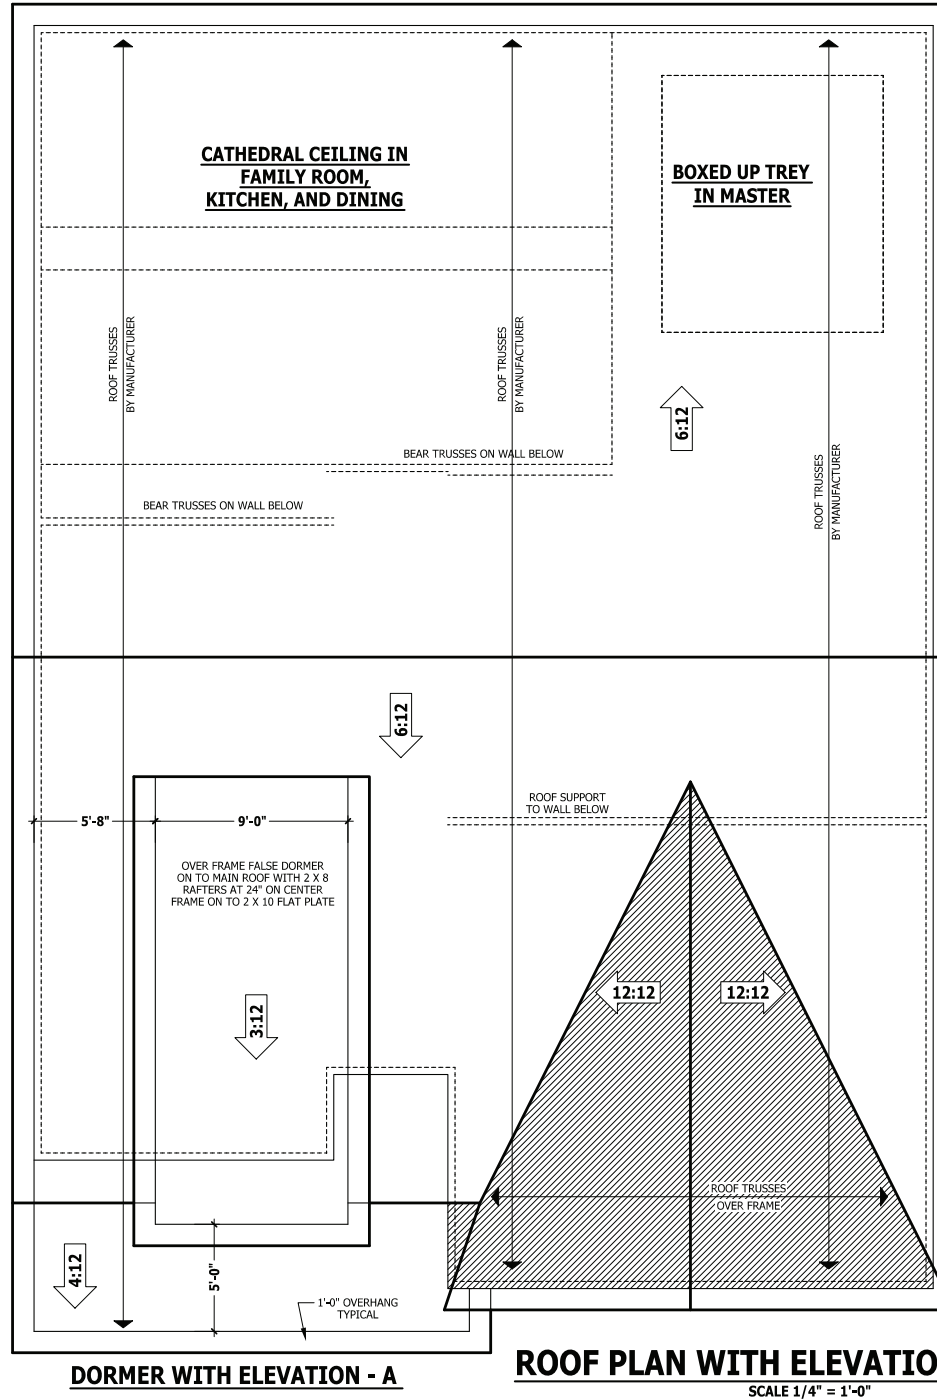 CATHEDRAL CEILING IN
FAMILY ROOM,
KITCHEN, AND DINING
BOXED UP TREY
IN MASTER
ROOF TRUSSES
BY MANUFACTURER
ROOF TRUSSES
BY MANUFACTURER
6:12
BEAR TRUSSES ON WALL BELOW
ROOF TRUSSES
BY MANUFACTURER
BEAR TRUSSES ON WALL BELOW
6:12
5'-8"
9'-0"
ROOF SUPPORT
TO WALL BELOW
OVER FRAME FALSE DORMER
ON TO MAIN ROOF WITH 2 X 8
RAFTERS AT 24" ON CENTER
FRAME ON TO 2 X 10 FLAT PLATE
3:12
12:12
12:12
ROOF TRUSSES
OVER FRAME
4:12
5'-0"
1'-0" OVERHANG
TYPICAL
DORMER WITH ELEVATION - A
ROOF PLAN WITH ELEVATIO
SCALE 1/4" = 1'-0"